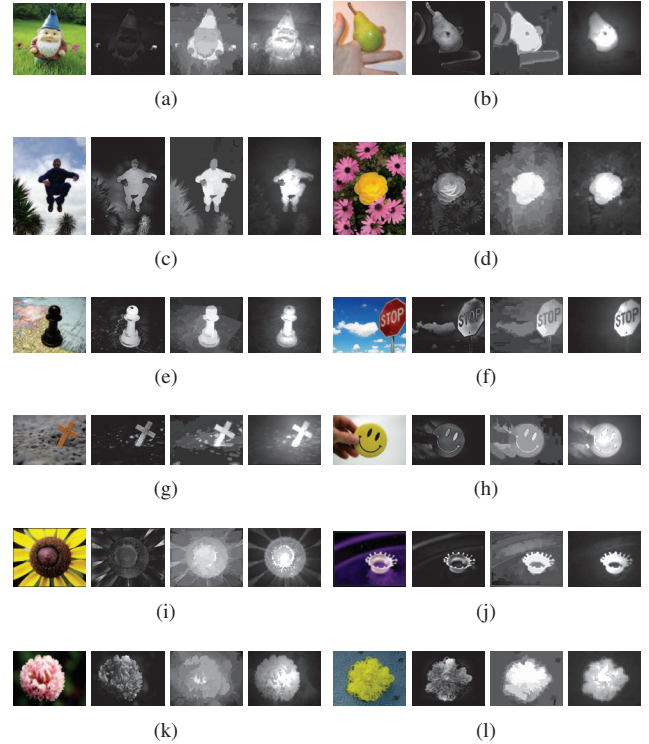 (a) (b)
(c) (d)
STOP STOP STOP STOP
(e) (f)
(g) (h)
(i) (j)
(k) (l)